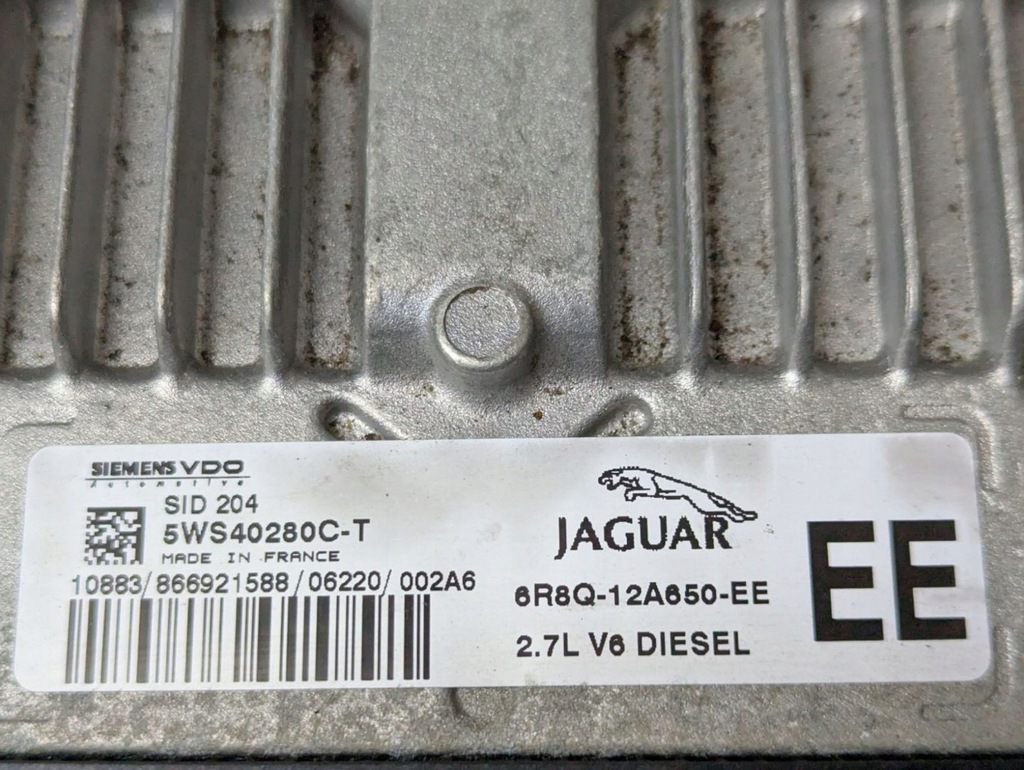 SIEMENS VDO
Automotive
SID 204
5WS40280C-T
MADE IN FRANCE
10883/866921588/06220/002A6
JAGUAR
6R8Q-12A650-EE
2.7L V6 DIESEL
EE